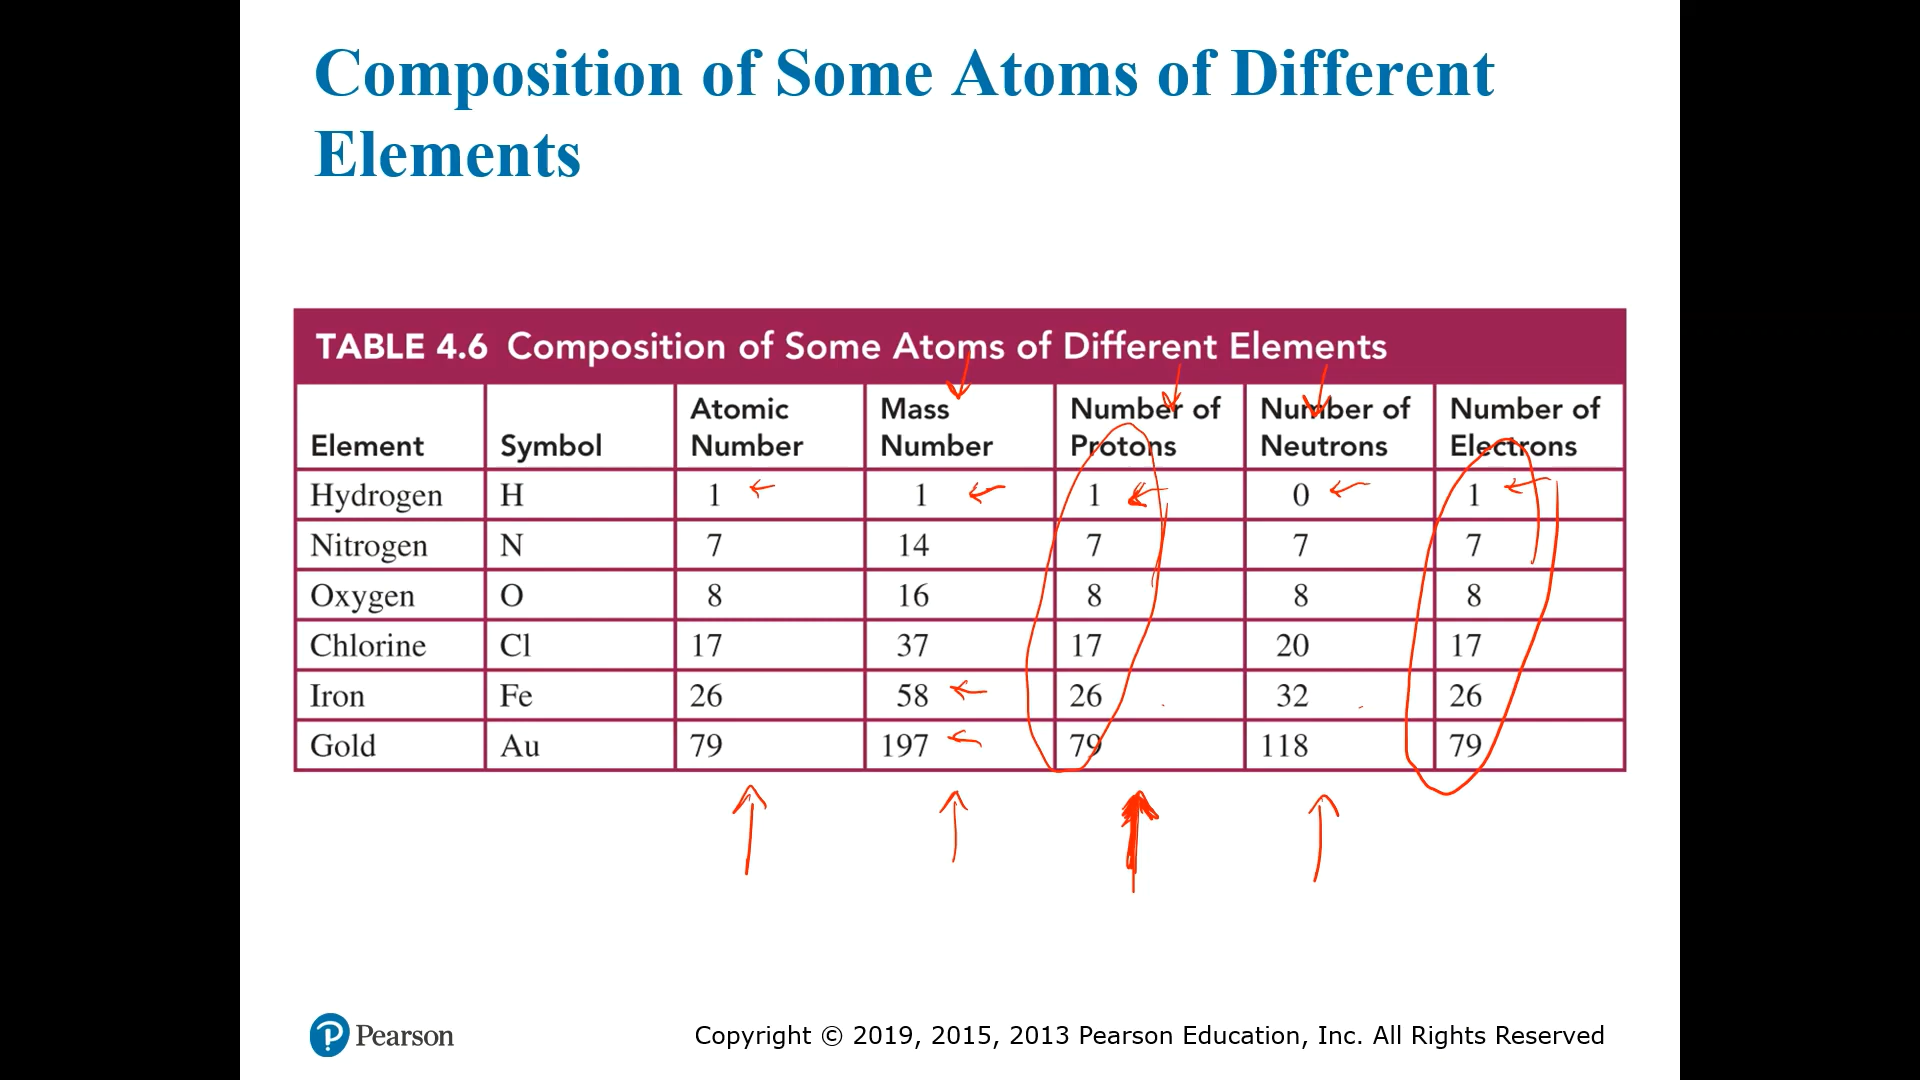 Composition of Some Atoms of Different
Elements
TABLE 4.6 Composition of Some Atoms of Different Elements
Element Symbol Atomic Number Mass Number Number of Protons Number of Neutrons Number of Electrons
Hydrogen H 1 1 1 0 1
Nitrogen N 7 14 7 7 7
Oxygen O 8 16 8 8 8
Chlorine Cl 17 37 17 20 17
Iron Fe 26 58 26 32 26
Gold Au 79 197 79 118 79
Pearson Copyright © 2019, 2015, 2013 Pearson Education, Inc. All Rights Reserved